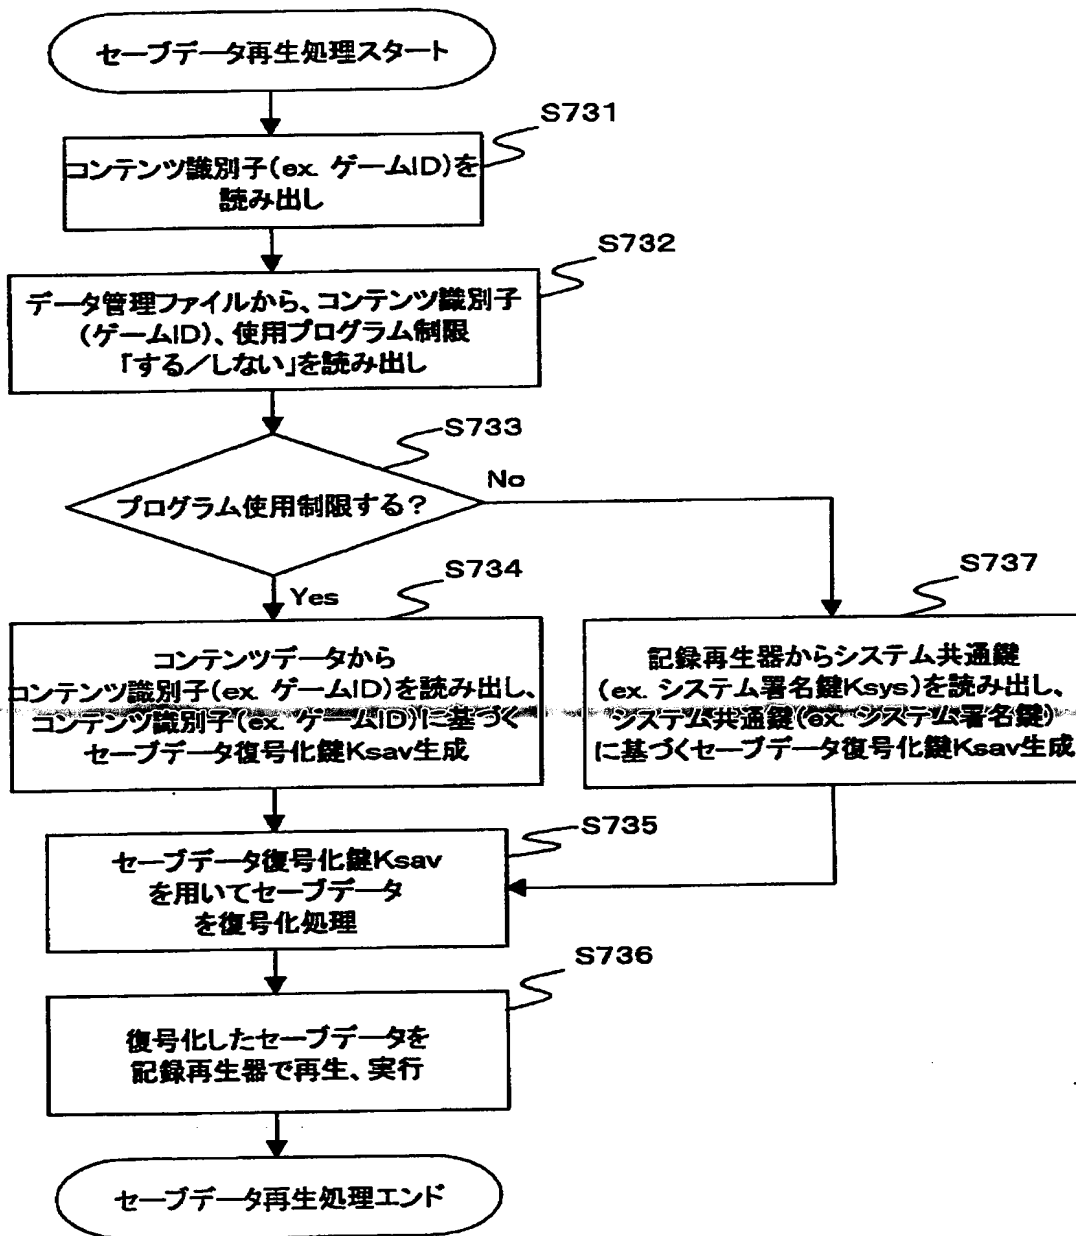 セーブデータ再生処理スタート
S731
コンテンツ識別子(ex. ゲームID)を
読み出し
S732
データ管理ファイルから、コンテンツ識別子
(ゲームID)、使用プログラム制限
「する/しない」を読み出し
S733
プログラム使用制限する?
No
Yes
S734
コンテンツデータから
コンテンツ識別子(ex. ゲームID)を読み出し、
コンテンツ識別子(ex. ゲームID)に基づく
セーブデータ復号化鍵Ksav生成
S737
記録再生器からシステム共通鍵
(ex. システム署名鍵Ksys)を読み出し、
システム共通鍵(ex. システム署名鍵)
に基づくセーブデータ復号化鍵Ksav生成
S735
セーブデータ復号化鍵Ksav
を用いてセーブデータ
を復号化処理
S736
復号化したセーブデータを
記録再生器で再生、実行
セーブデータ再生処理エンド